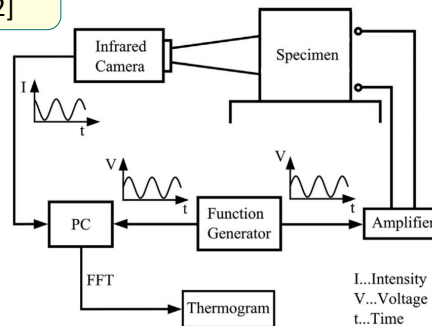 2]
Infrared
Camera
Specimen
I
t
V
t
V
t
PC
Function
Generator
Amplifier
FFT
Thermogram
I...Intensity
V...Voltage
t...Time